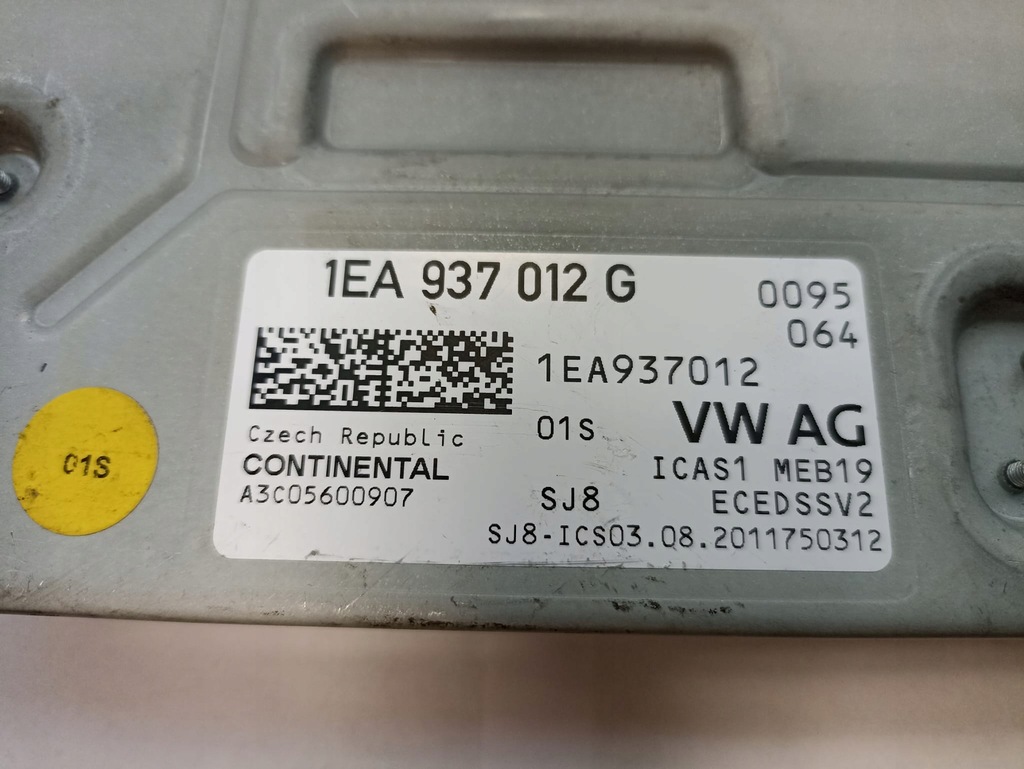 1EA 937 012 G
0095
064
1EA937012
Czech Republic
01S
VW AG
CONTINENTAL
ICAS1 MEB19
A3C05600907
SJ8
ECEDSSV2
SJ8-ICS03.08.2011750312
01S